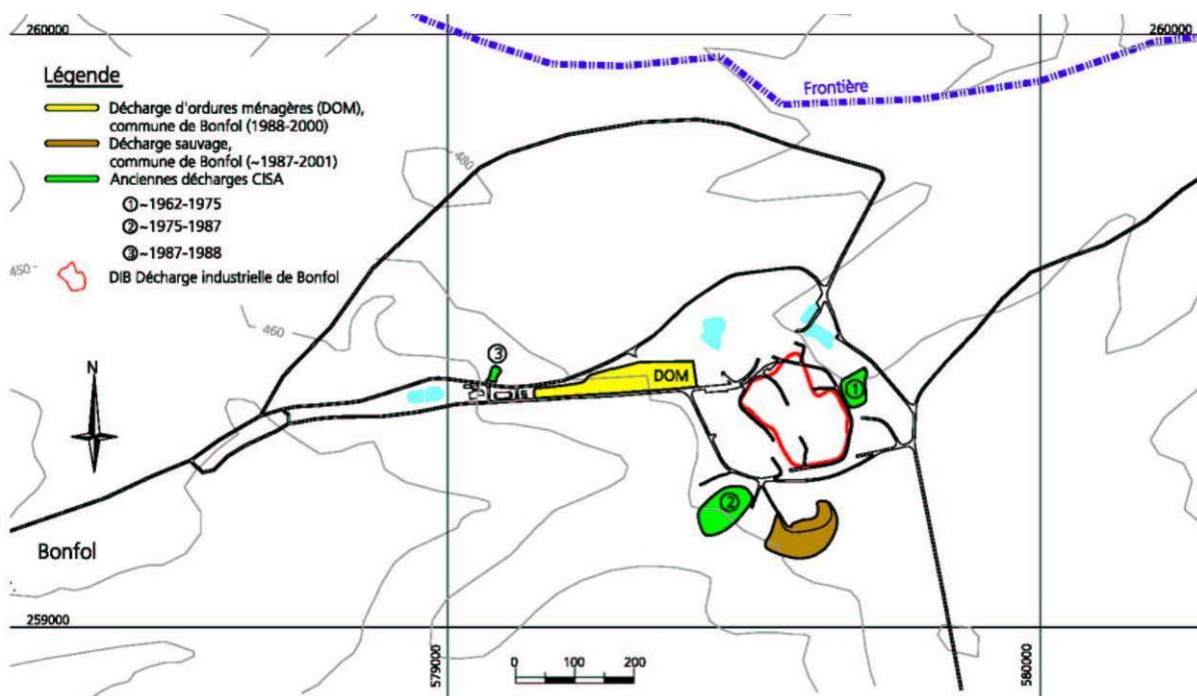 260000
260000
Légende
Décharge d'ordures ménagères (DOM),
commune de Bonfol (1988-2000)
Décharge sauvage,
commune de Bonfol (~1987-2001)
Anciennes décharges CISA
①~1962-1975
②~1975-1987
③~1987-1988
DIB Décharge industrielle de Bonfol
Frontière
480
450
460
N
③
DOM
①
②
Bonfol
259000
579000
580000
0 100 200